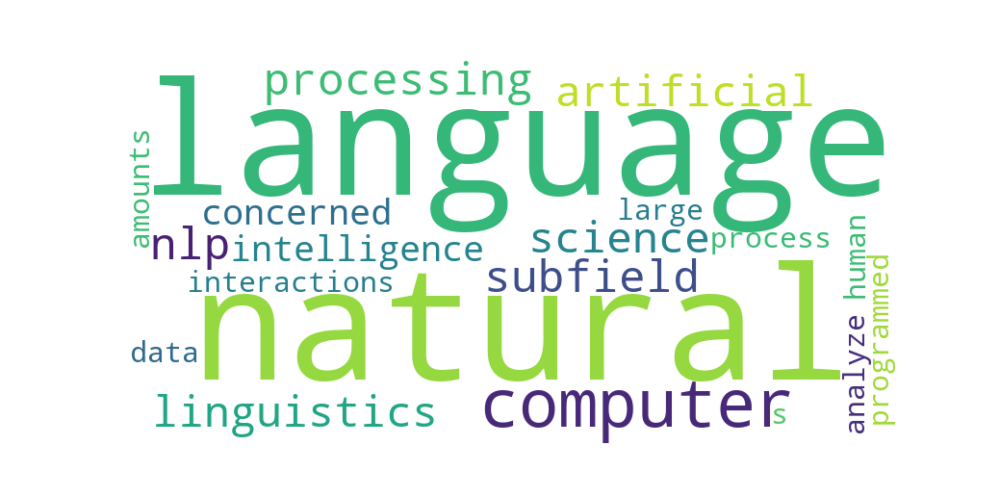 processing artificial
language
amounts
concerned large
nlp intelligence science process
interactions subfield
human
natural
programmed
data
analyze
linguistics computer s